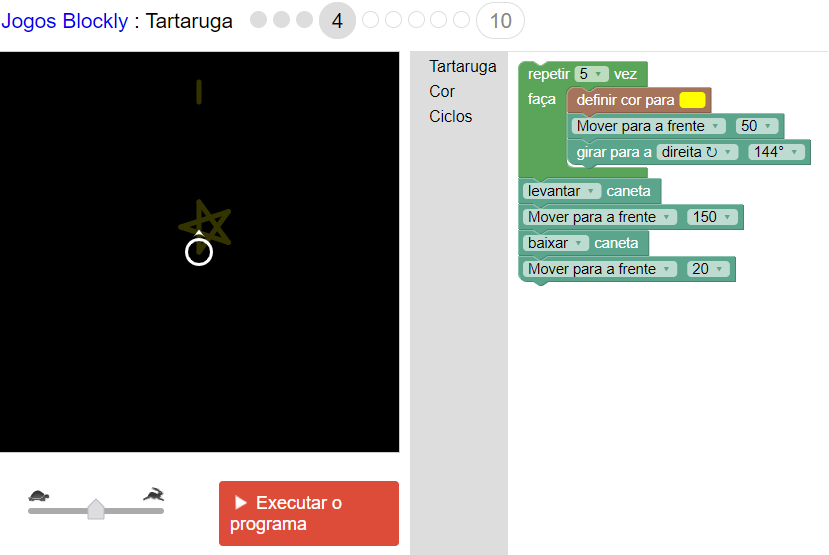 Jogos Blockly : Tartaruga 4 10
Tartaruga
Cor
Ciclos
repetir 5 vez
faça definir cor para
Mover para a frente 50
girar para a direita ↻ 144°
levantar caneta
Mover para a frente 150
baixar caneta
Mover para a frente 20
Executar o
programa